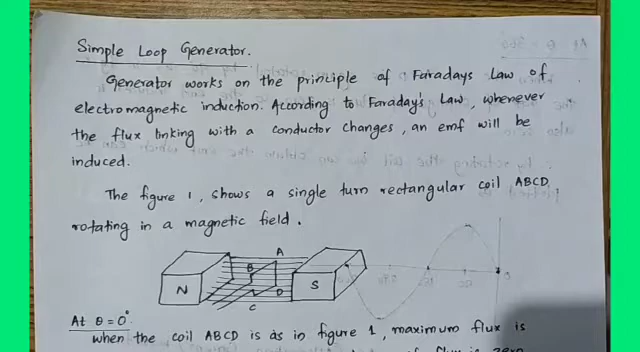 Simple Loop Generator.
Generator works on the principle of Faradays Law of
electromagnetic induction. According to Faraday's Law, whenever
the flux linking with a conductor changes, an emf will be
induced.
The figure 1, shows a single turn rectangular coil ABCD,
rotating in a magnetic field.
A
B
N
S
D
C
At θ = 0°
when the coil ABCD is as in figure 1, maximum flux is
flux is zero